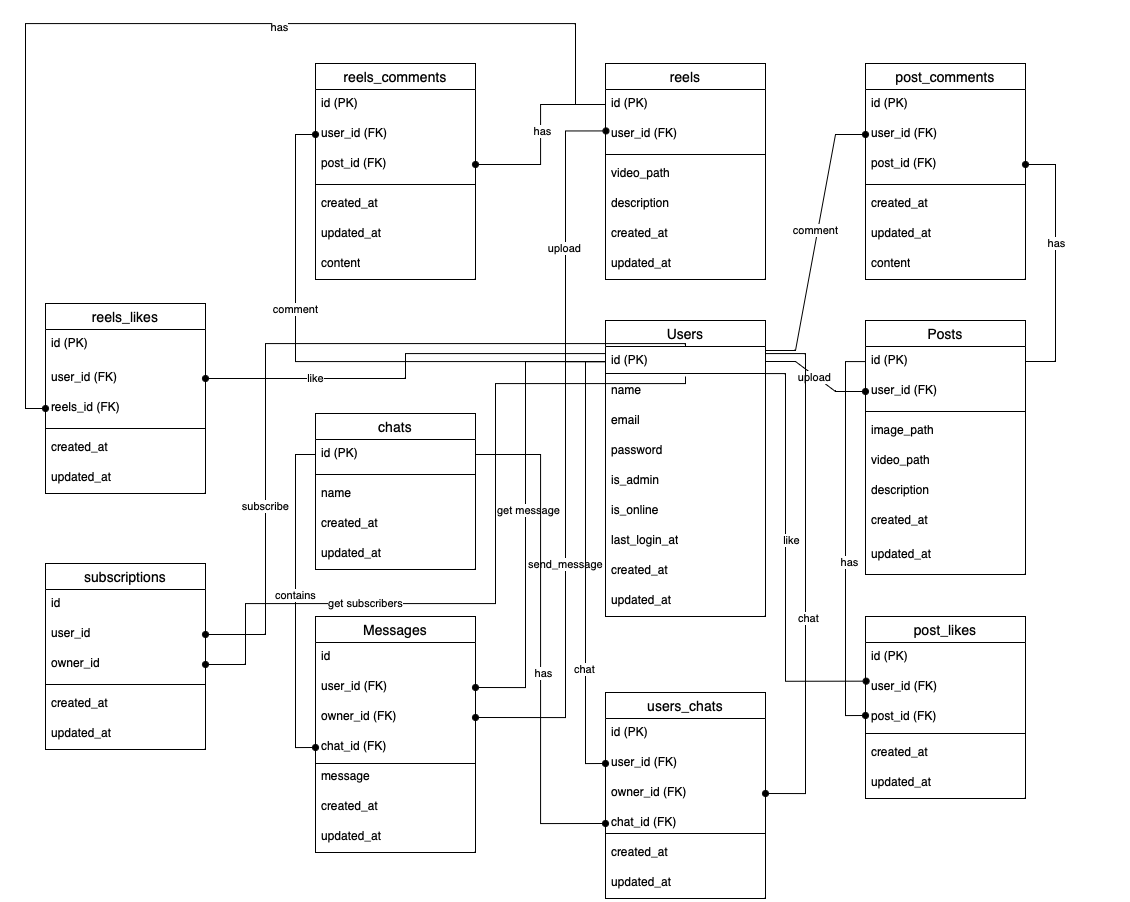 has
reels_comments
id (PK)
user_id (FK)
post_id (FK)
created_at
updated_at
content
reels
id (PK)
user_id (FK)
video_path
description
created_at
updated_at
post_comments
id (PK)
user_id (FK)
post_id (FK)
created_at
updated_at
content
has
upload
comment
has
comment
reels_likes
id (PK)
user_id (FK)
reels_id (FK)
created_at
updated_at
like
Users
id (PK)
name
email
password
is_admin
is_online
last_login_at
created_at
updated_at
upload
Posts
id (PK)
user_id (FK)
image_path
video_path
description
created_at
updated_at
chats
id (PK)
name
created_at
updated_at
subscribe
get message
send_message
like
has
subscriptions
id
user_id
owner_id
created_at
updated_at
contains
get subscribers
Messages
id
user_id (FK)
owner_id (FK)
chat_id (FK)
message
created_at
updated_at
has
chat
chat
users_chats
id (PK)
user_id (FK)
owner_id (FK)
chat_id (FK)
created_at
updated_at
post_likes
id (PK)
user_id (FK)
post_id (FK)
created_at
updated_at